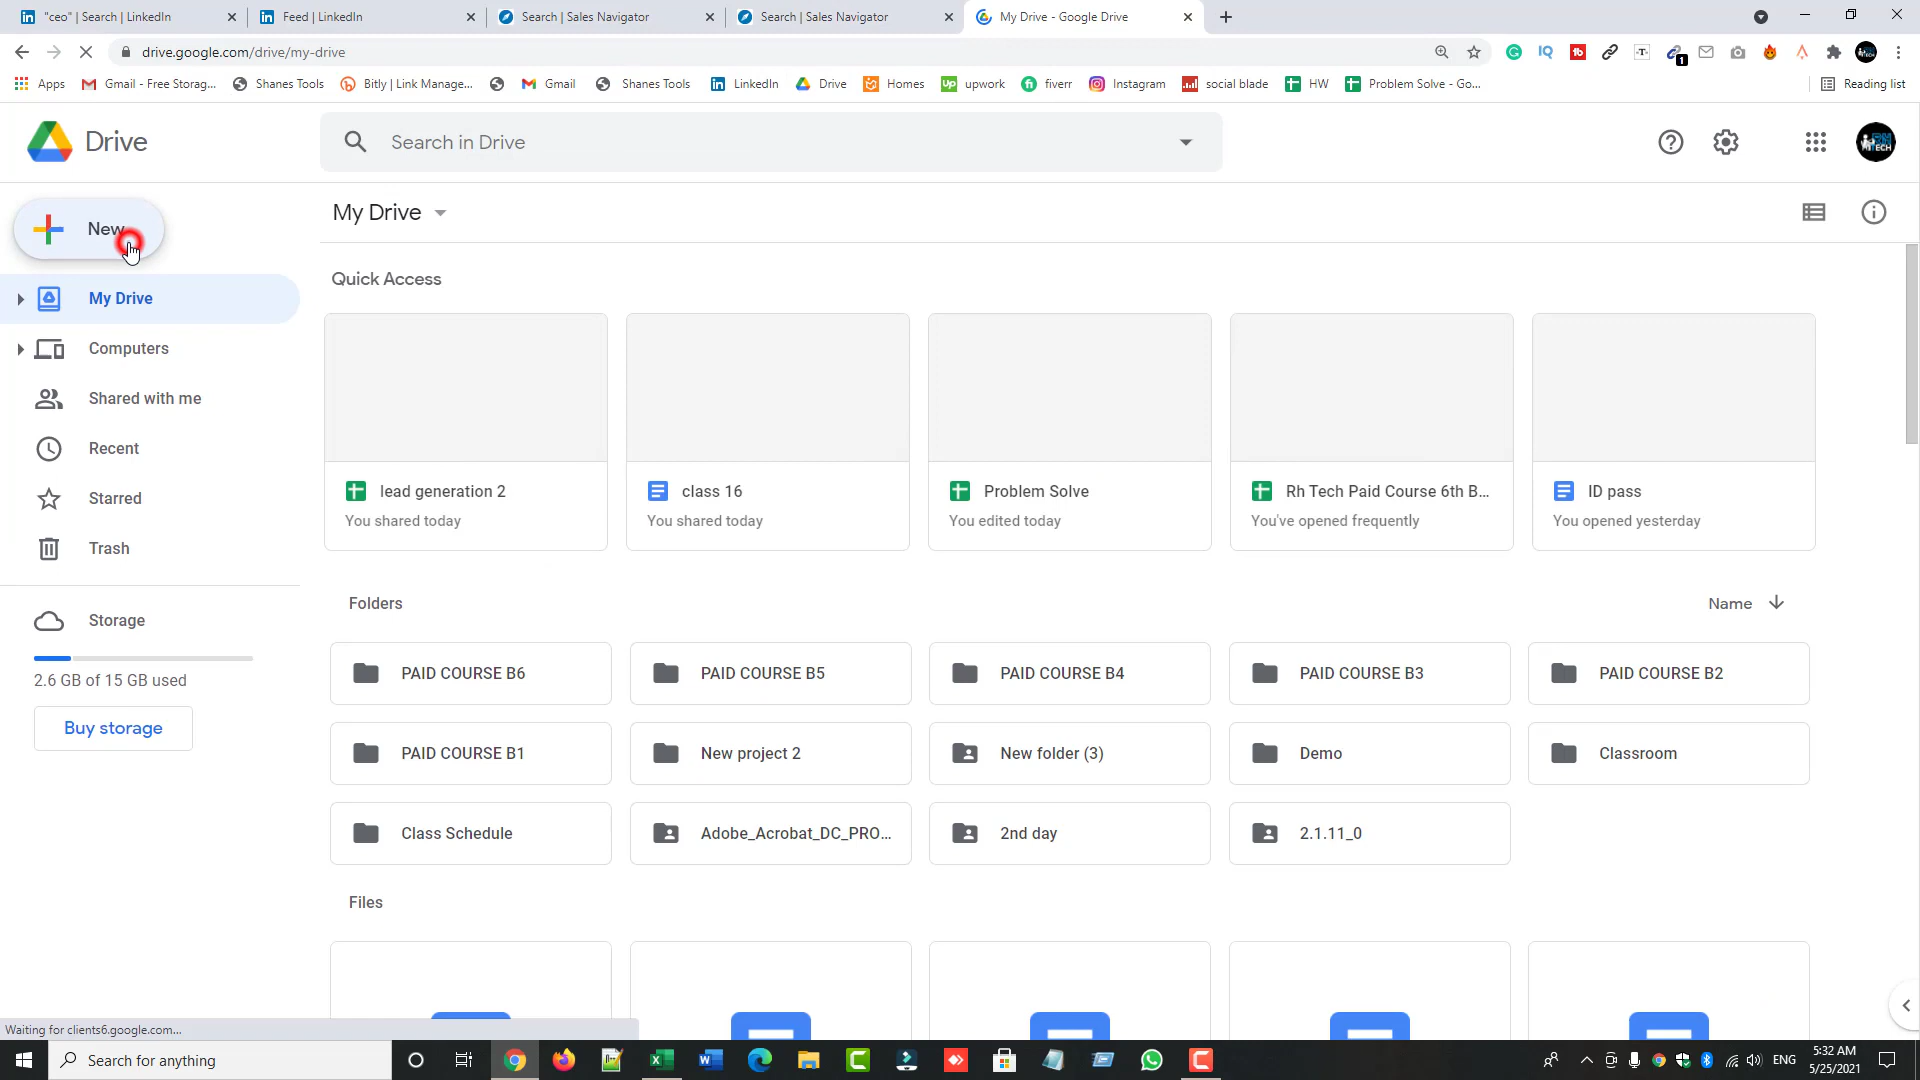 "ceo" | Search | LinkedIn
Feed | LinkedIn
Search | Sales Navigator
Search | Sales Navigator
My Drive - Google Drive
drive.google.com/drive/my-drive
1
Apps
Gmail - Free Storag...
Shanes Tools
Bitly | Link Manage...
Gmail
Shanes Tools
LinkedIn
Drive
Homes
upwork
fiverr
Instagram
social blade
HW
Problem Solve - Go...
Reading list
Drive
Search in Drive
New
My Drive
My Drive
Computers
Shared with me
Recent
Starred
Trash
Storage
2.6 GB of 15 GB used
Buy storage
Quick Access
lead generation 2
You shared today
class 16
You shared today
Problem Solve
You edited today
Rh Tech Paid Course 6th B...
You've opened frequently
ID pass
You opened yesterday
Folders
Name
PAID COURSE B6
PAID COURSE B5
PAID COURSE B4
PAID COURSE B3
PAID COURSE B2
PAID COURSE B1
New project 2
New folder (3)
Demo
Classroom
Class Schedule
Adobe_Acrobat_DC_PRO...
2nd day
2.1.11_0
Files
Waiting for clients6.google.com...
Search for anything
ENG
5:32 AM
5/25/2021